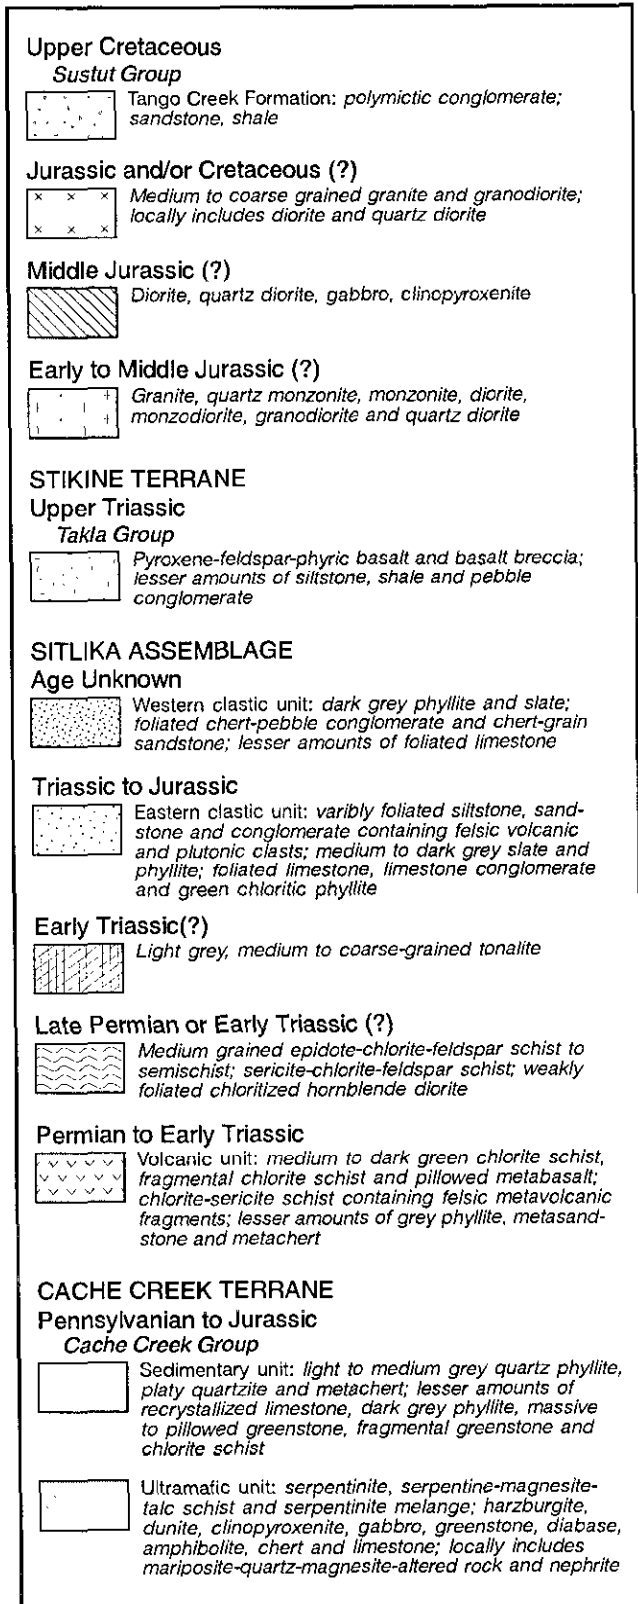 Upper Cretaceous
Sustut Group
Tango Creek Formation: polymictic conglomerate;
sandstone, shale
Jurassic and/or Cretaceous (?)
Medium to coarse grained granite and granodiorite;
locally includes diorite and quartz diorite
Middle Jurassic (?)
Diorite, quartz diorite, gabbro, clinopyroxenite
Early to Middle Jurassic (?)
Granite, quartz monzonite, monzonite, diorite,
monzodiorite, granodiorite and quartz diorite
STIKINE TERRANE
Upper Triassic
Takla Group
Pyroxene-feldspar-phyric basalt and basalt breccia;
lesser amounts of siltstone, shale and pebble
conglomerate
SITLIKA ASSEMBLAGE
Age Unknown
Western clastic unit: dark grey phyllite and slate;
foliated chert-pebble conglomerate and chert-grain
sandstone; lesser amounts of foliated limestone
Triassic to Jurassic
Eastern clastic unit: varibly foliated siltstone, sand-
stone and conglomerate containing felsic volcanic
and plutonic clasts; medium to dark grey slate and
phyllite; foliated limestone, limestone conglomerate
and green chloritic phyllite
Early Triassic(?)
Light grey, medium to coarse-grained tonalite
Late Permian or Early Triassic (?)
Medium grained epidote-chlorite-feldspar schist to
semischist; sericite-chlorite-feldspar schist; weakly
foliated chloritized hornblende diorite
Permian to Early Triassic
Volcanic unit: medium to dark green chlorite schist,
fragmental chlorite schist and pillowed metabasalt;
chlorite-sericite schist containing felsic metavolcanic
fragments; lesser amounts of grey phyllite, metasand-
stone and metachert
CACHE CREEK TERRANE
Pennsylvanian to Jurassic
Cache Creek Group
Sedimentary unit: light to medium grey quartz phyllite,
platy quartzite and metachert; lesser amounts of
recrystallized limestone, dark grey phyllite, massive
to pillowed greenstone, fragmental greenstone and
chlorite schist
Ultramafic unit: serpentinite, serpentine-magnesite-
talc schist and serpentinite melange; harzburgite,
dunite, clinopyroxenite, gabbro, greenstone, diabase,
amphibolite, chert and limestone; locally includes
mariposite-quartz-magnesite-altered rock and nephrite